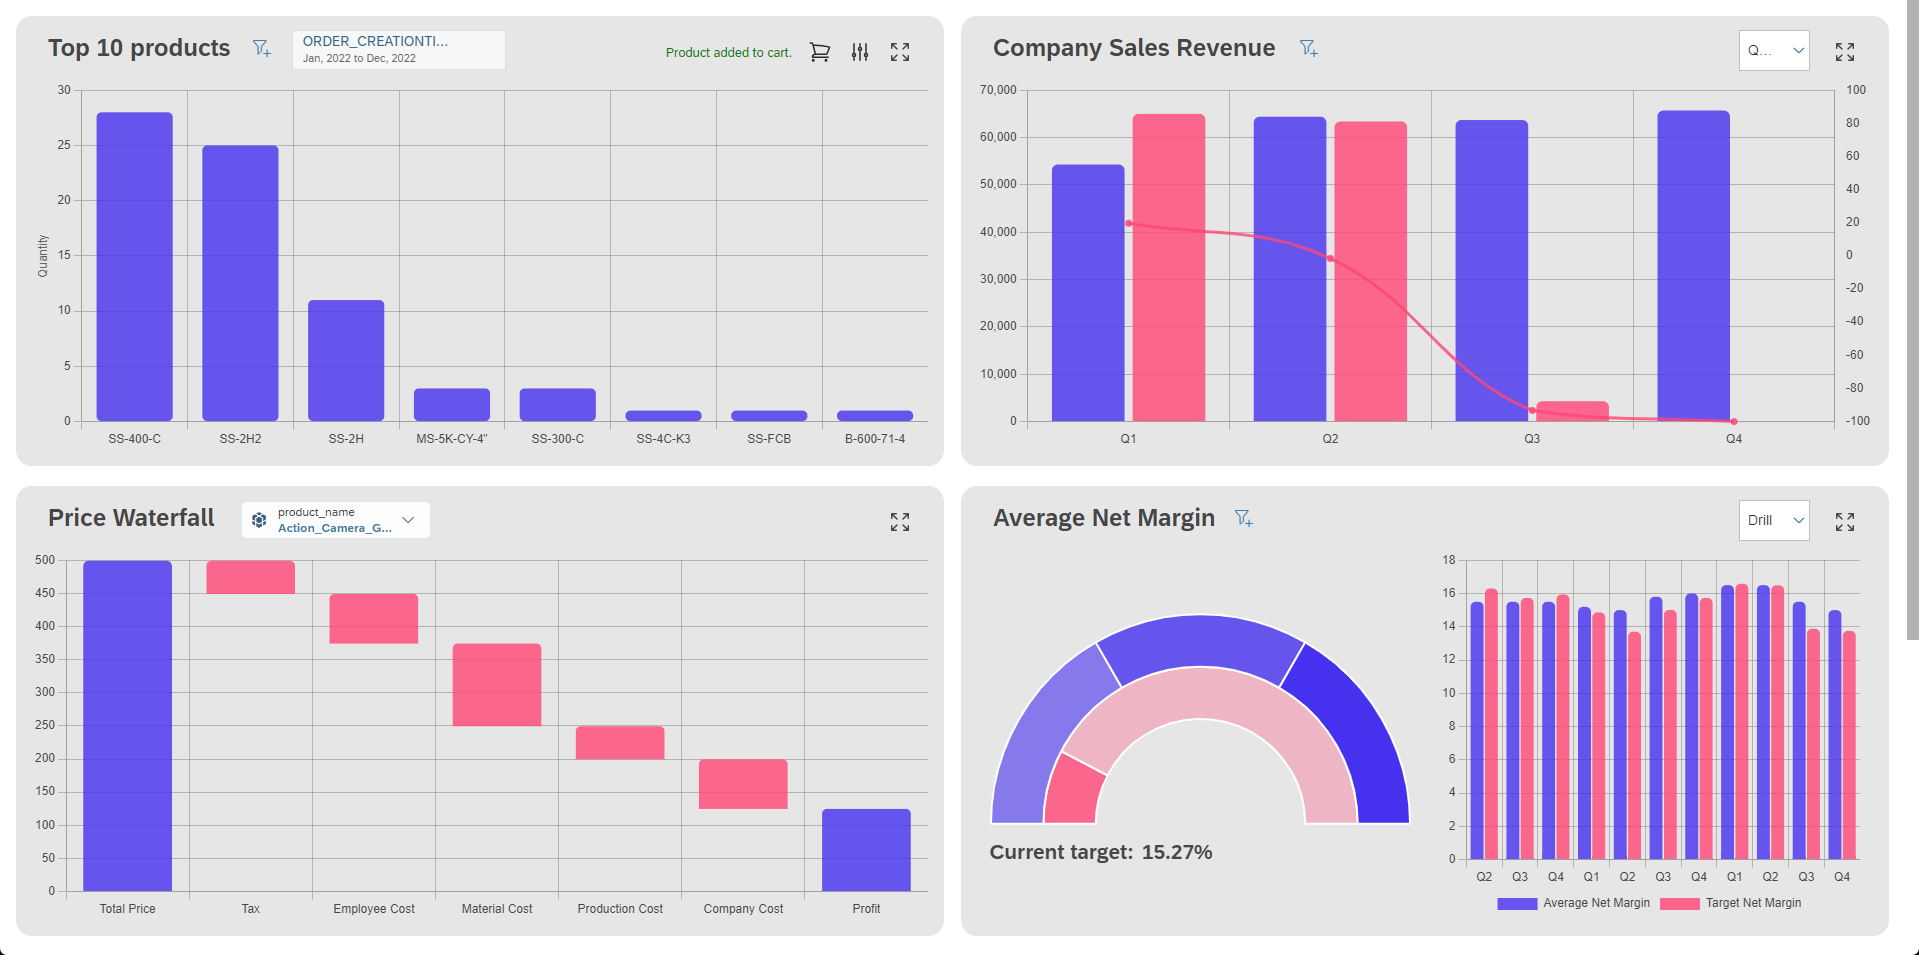 Top 10 products
ORDER_CREATIONTI...
Jan, 2022 to Dec, 2022
Product added to cart.
30
25
20
15
10
5
0
Quantity
SS-400-C SS-2H2 SS-2H MS-5K-CY-4" SS-300-C SS-4C-K3 SS-FCB B-600-71-4
Company Sales Revenue
Q...
70,000
60,000
50,000
40,000
30,000
20,000
10,000
0
100
80
60
40
20
0
-20
-40
-60
-80
-100
Q1 Q2 Q3 Q4
Price Waterfall
product_name
Action_Camera_G...
500
450
400
350
300
250
200
150
100
50
0
Total Price Tax Employee Cost Material Cost Production Cost Company Cost Profit
Average Net Margin
Drill
Current target: 15.27%
18
16
14
12
10
8
6
4
2
0
Q2 Q3 Q4 Q1 Q2 Q3 Q4 Q1 Q2 Q3 Q4
Average Net Margin Target Net Margin